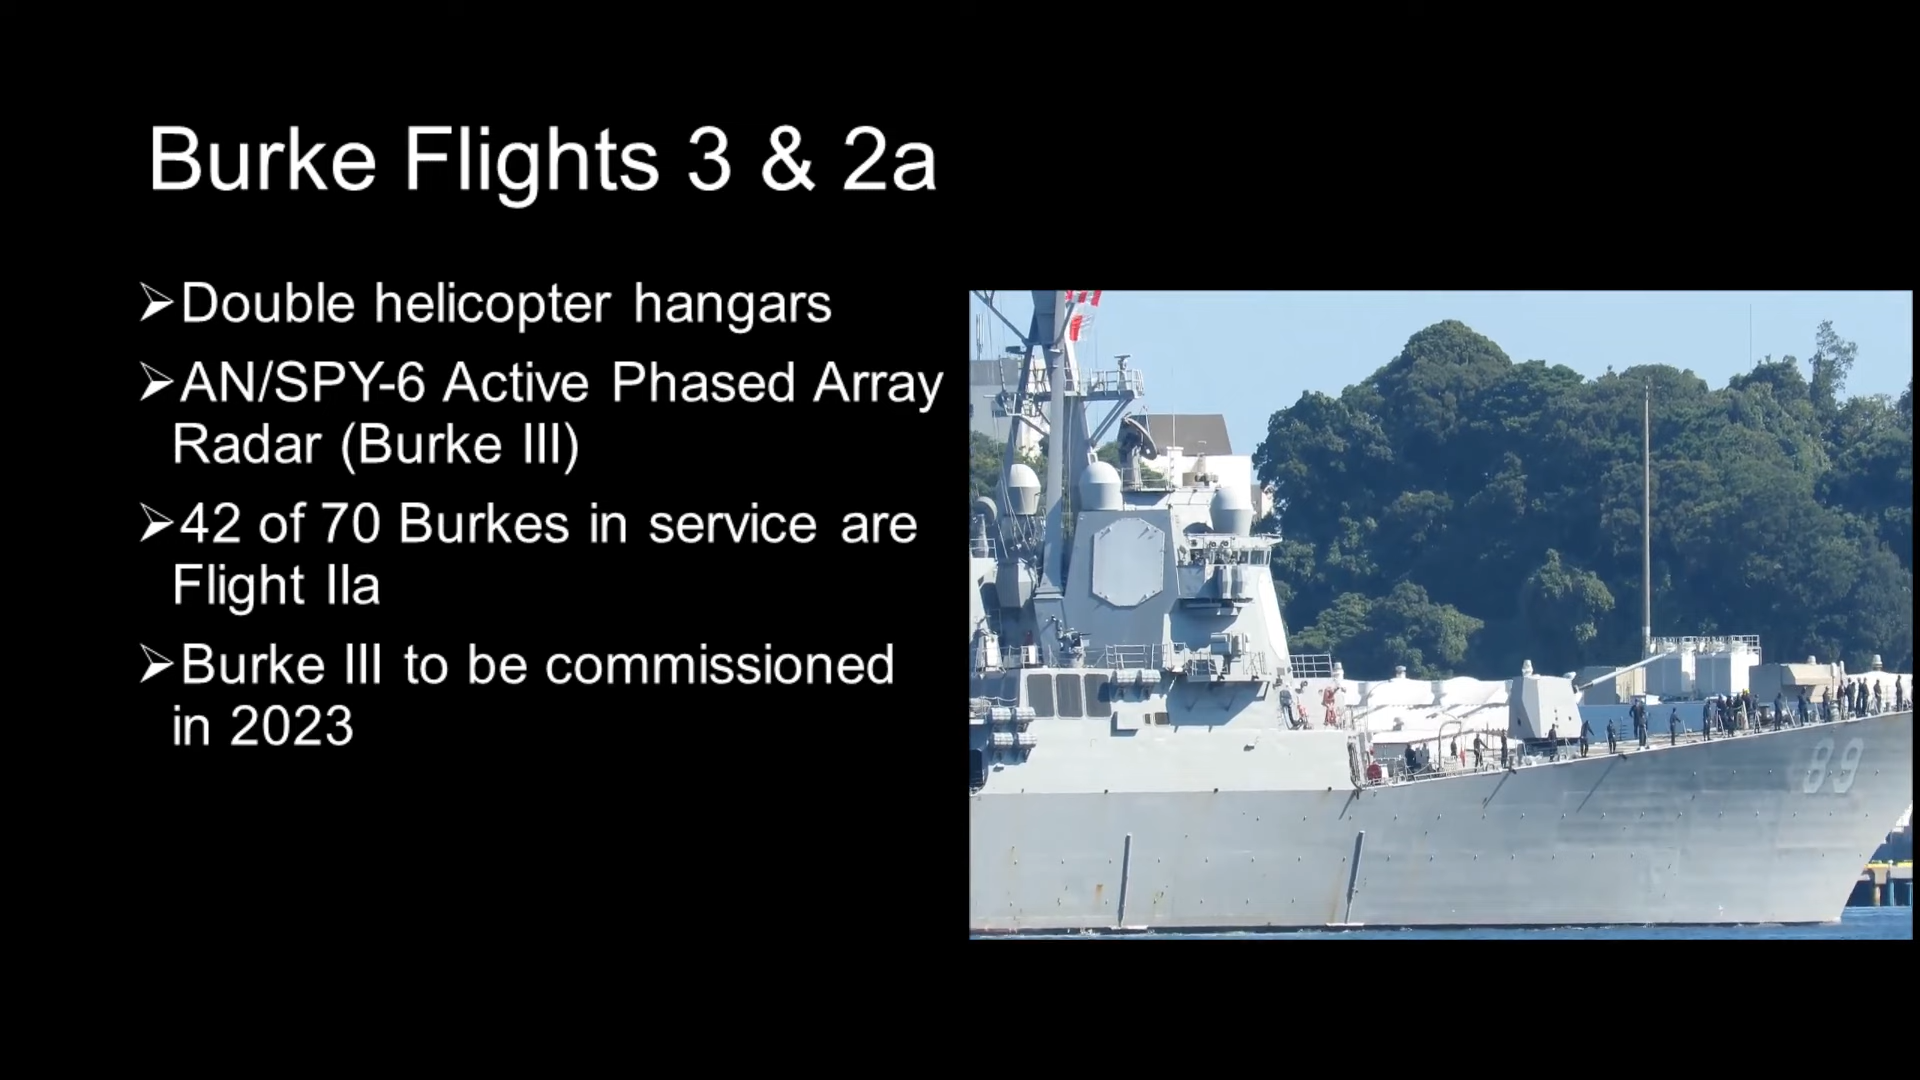 Burke Flights 3 & 2a
➢Double helicopter hangars
➢AN/SPY-6 Active Phased Array
Radar (Burke III)
➢42 of 70 Burkes in service are
Flight IIa
➢Burke III to be commissioned
in 2023
89